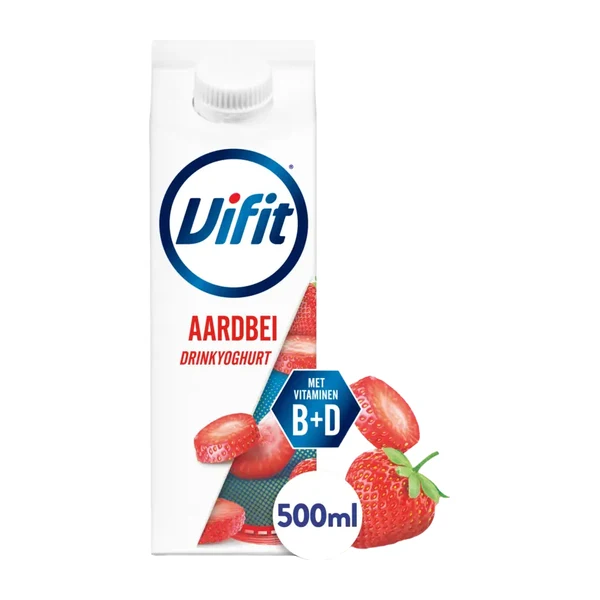 Vifit
AARDBEI
DRINKYOGHURT
MET
VITAMINEN
B+D
500ml